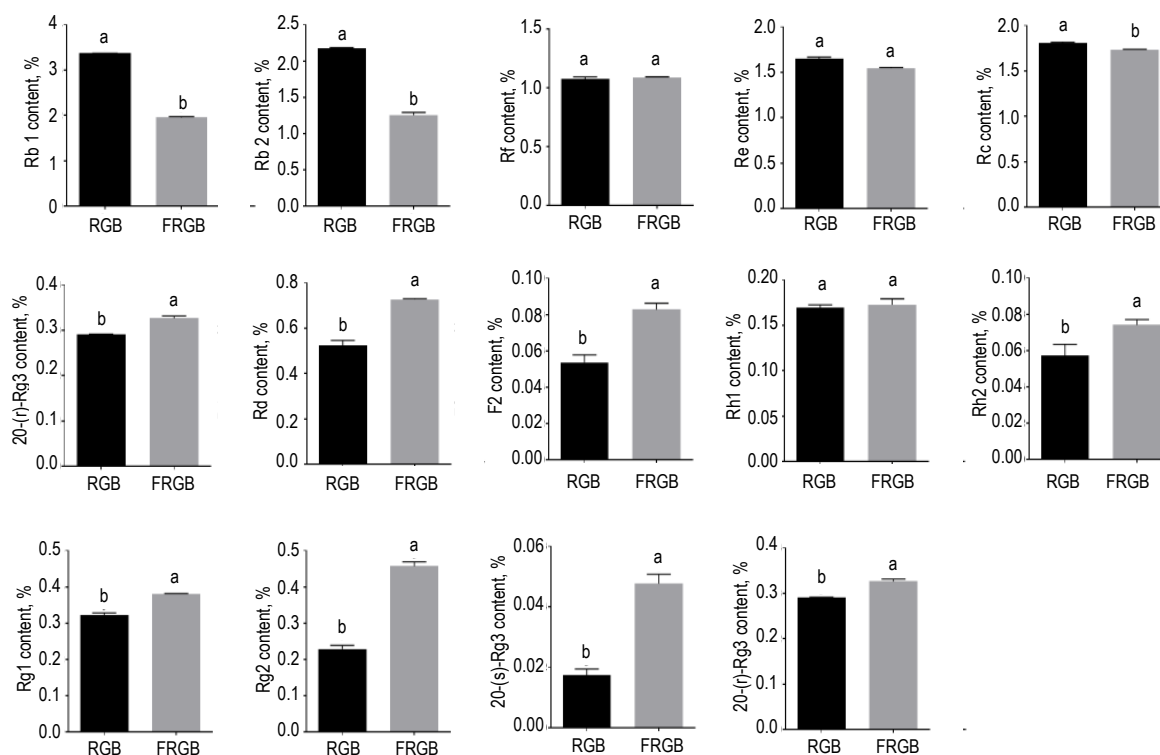 Rb 1 content, %
4
3
2
1
0
a
b
RGB
FRGB
Rb 2 content, %
2.5
2.0
1.5
1.0
0.5
0.0
a
b
RGB
FRGB
Rf content, %
1.5
1.0
0.5
0.0
a
a
RGB
FRGB
Re content, %
2.0
1.5
1.0
0.5
0.0
a
a
RGB
FRGB
Rc content, %
2.0
1.5
1.0
0.5
0.0
a
b
RGB
FRGB
20-(r)-Rg3 content, %
0.4
0.3
0.2
0.1
0.0
b
a
RGB
FRGB
Rd content, %
0.8
0.6
0.4
0.2
0.0
b
a
RGB
FRGB
F2 content, %
0.10
0.08
0.06
0.04
0.02
0.00
b
a
RGB
FRGB
Rh1 content, %
0.20
0.15
0.10
0.05
0.00
a
a
RGB
FRGB
Rh2 content, %
0.10
0.08
0.06
0.04
0.02
0.00
b
a
RGB
FRGB
Rg1 content, %
0.5
0.4
0.3
0.2
0.1
0.0
b
a
RGB
FRGB
Rg2 content, %
0.5
0.4
0.3
0.2
0.1
0.0
b
a
RGB
FRGB
20-(s)-Rg3 content, %
0.06
0.04
0.02
0.00
b
a
RGB
FRGB
20-(r)-Rg3 content, %
0.4
0.3
0.2
0.1
0.0
b
a
RGB
FRGB